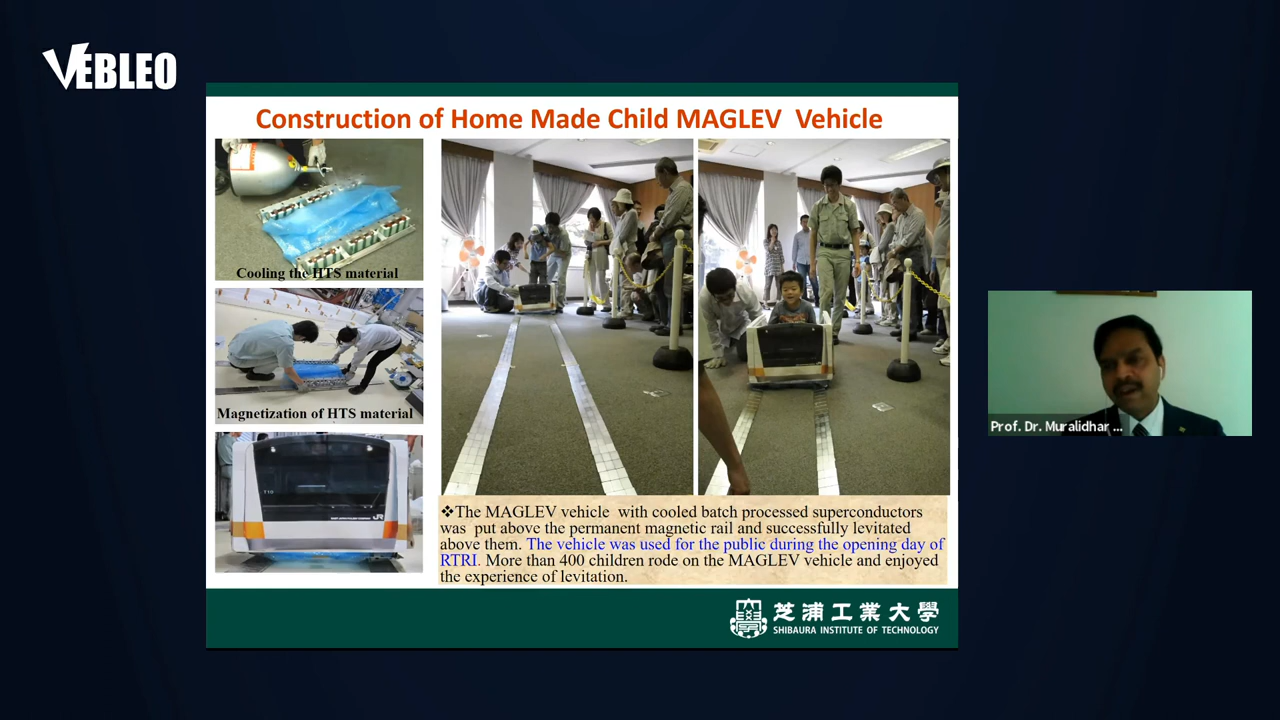 VEBLEO
Construction of Home Made Child MAGLEV Vehicle
Cooling the HTS material
Magnetization of HTS material
JR
❖The MAGLEV vehicle with cooled batch processed superconductors
was put above the permanent magnetic rail and successfully levitated
above them. The vehicle was used for the public during the opening day of
RTRI. More than 400 children rode on the MAGLEV vehicle and enjoyed
the experience of levitation.
芝浦工業大學
SHIBAURA INSTITUTE OF TECHNOLOGY
Prof. Dr. Muralidhar ...